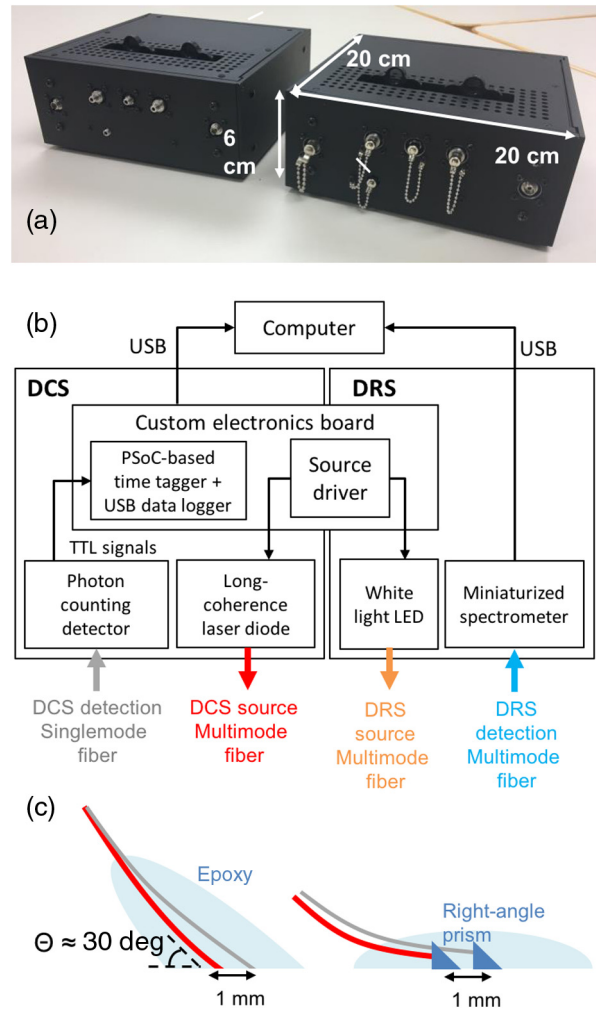 20 cm
6
cm
20 cm
(a)
(b)
Computer
USB
USB
DCS
DRS
Custom electronics board
PSoC-based
time tagger +
USB data logger
Source
driver
TTL signals
Photon
counting
detector
Long-
coherence
laser diode
White
light LED
Miniaturized
spectrometer
DCS detection
Singlemode
fiber
DCS source
Multimode
fiber
DRS
source
Multimode
fiber
DRS
detection
Multimode
fiber
(c)
Epoxy
Θ ≈ 30 deg
1 mm
Right-angle
prism
1 mm